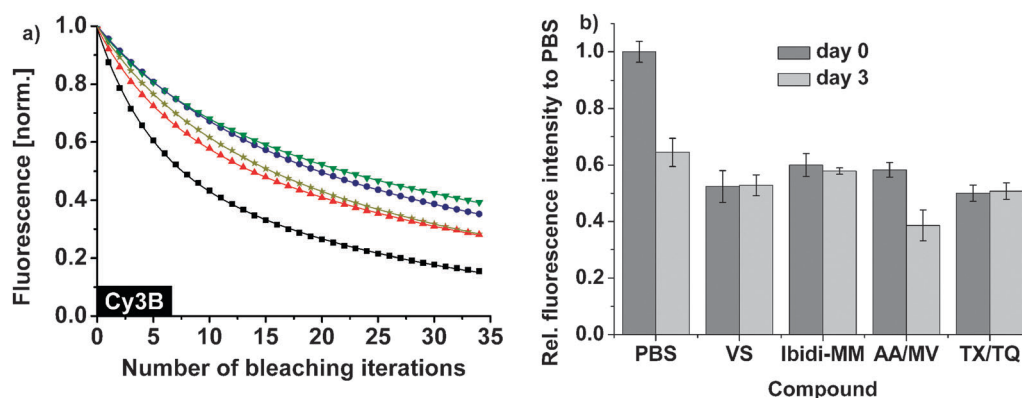 a)
Fluorescence [norm.]
1.0
0.8
0.6
0.4
0.2
0.0
Cy3B
0 5 10 15 20 25 30 35
Number of bleaching iterations
b)
Rel. fluorescence intensity to PBS
1.0
0.8
0.6
0.4
0.2
0.0
day 0
day 3
PBS VS Ibidi-MM AA/MV TX/TQ
Compound